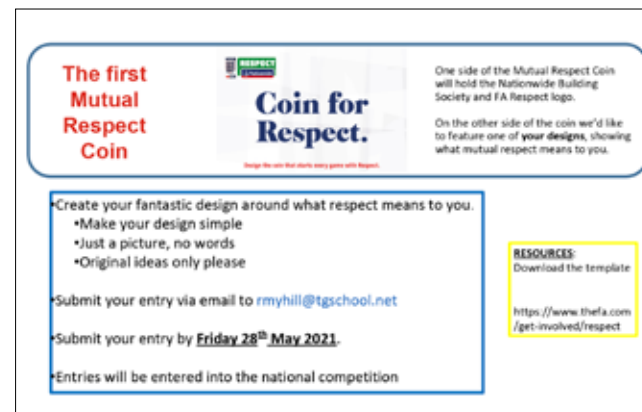 The first
Mutual
Respect
Coin
RESPECT
Coin for
Respect.
Design the coin that starts every game with Respect.
One side of the Mutual Respect Coin
will hold the Nationwide Building
Society and FA Respect logo.
On the other side of the coin we'd like
to feature one of your designs, showing
what mutual respect means to you.
•Create your fantastic design around what respect means to you.
•Make your design simple
•Just a picture, no words
•Original ideas only please
•Submit your entry via email to rmyhill@tgschool.net
•Submit your entry by Friday 28th May 2021.
•Entries will be entered into the national competition
RESOURCES:
Download the template
https://www.thefa.com
/get-involved/respect